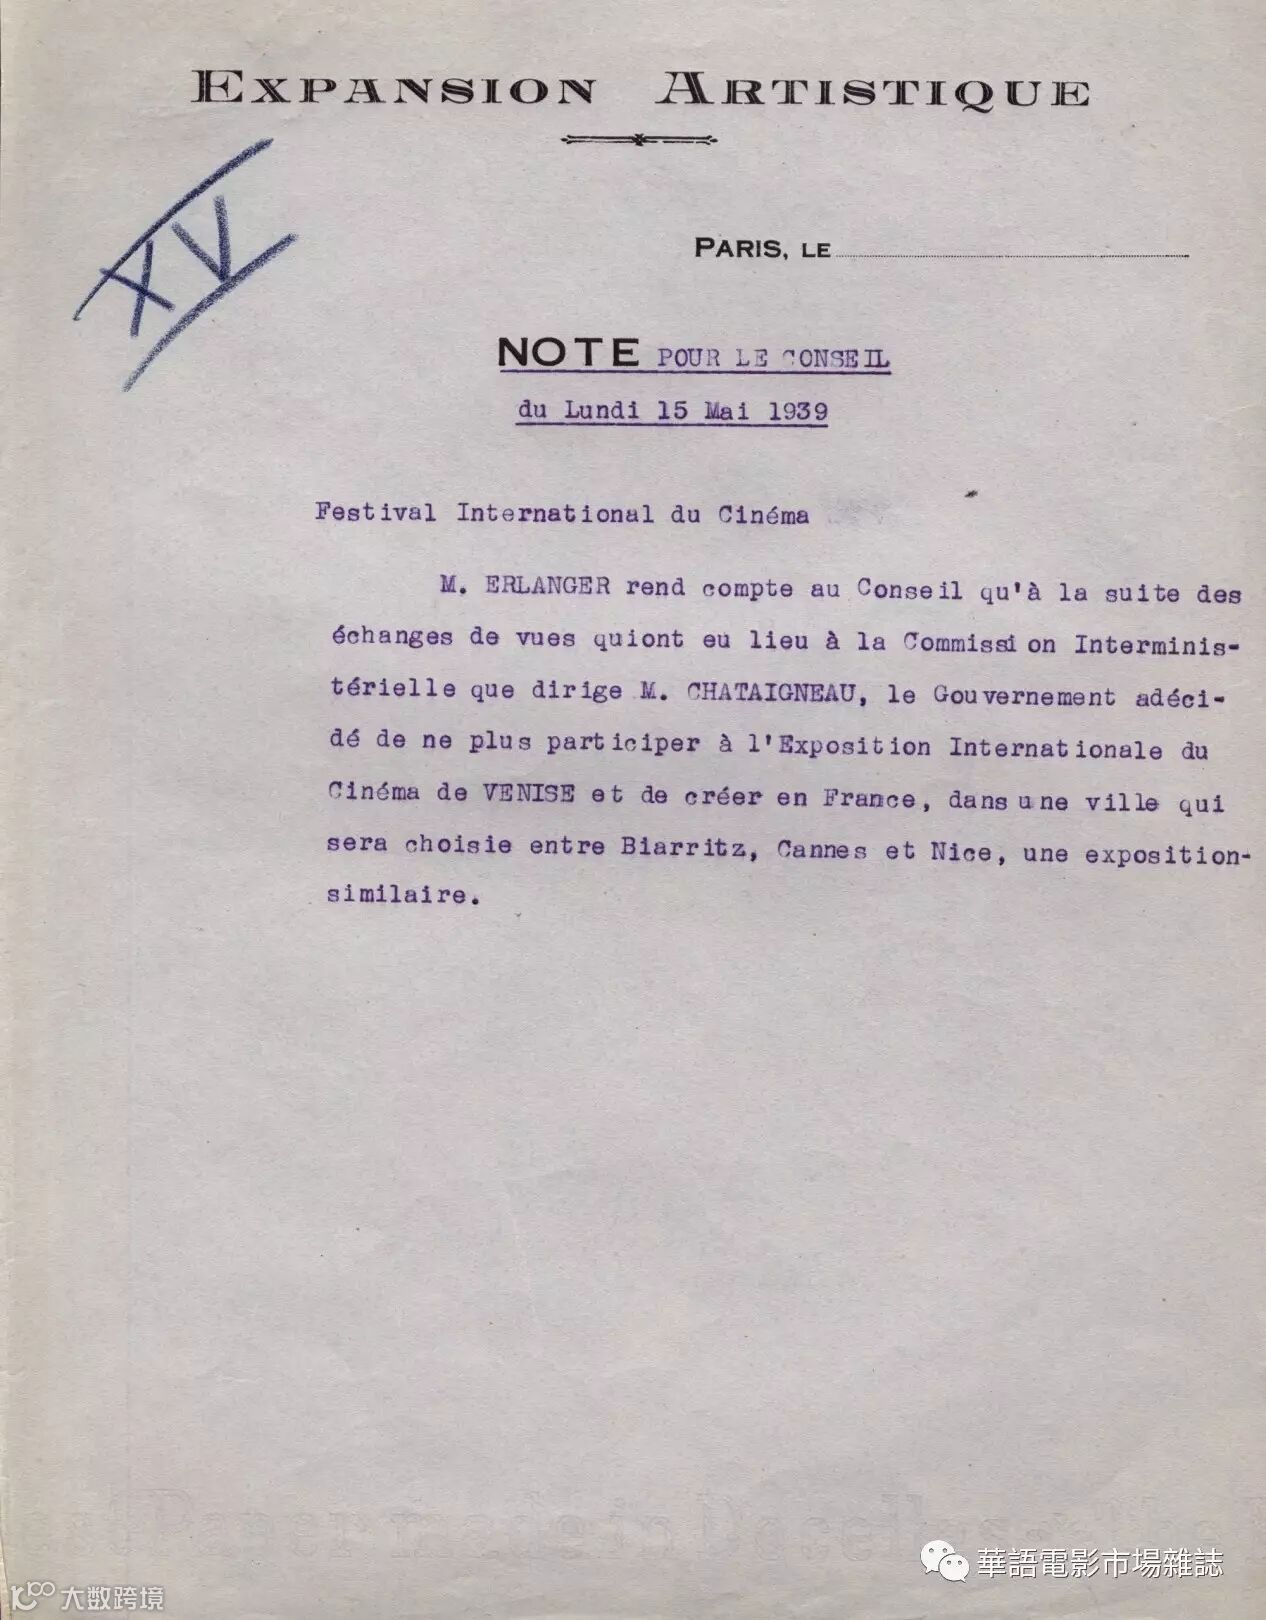 EXPANSION ARTISTIQUE
XV
PARIS, LE
NOTE POUR LE CONSEIL
du Lundi 15 Mai 1939
Festival International du Cinéma
M. ERLANGER rend compte au Conseil qu'à la suite des
échanges de vues quiont eu lieu à la Commission Interminis-
térielle que dirige M. CHATAIGNEAU, le Gouvernement adéci-
dé de ne plus participer à l'Exposition Internationale du
Cinéma de VENISE et de créer en France, dans une ville qui
sera choisie entre Biarritz, Cannes et Nice, une exposition-
similaire.
華語電影市場雜誌
大数跨境